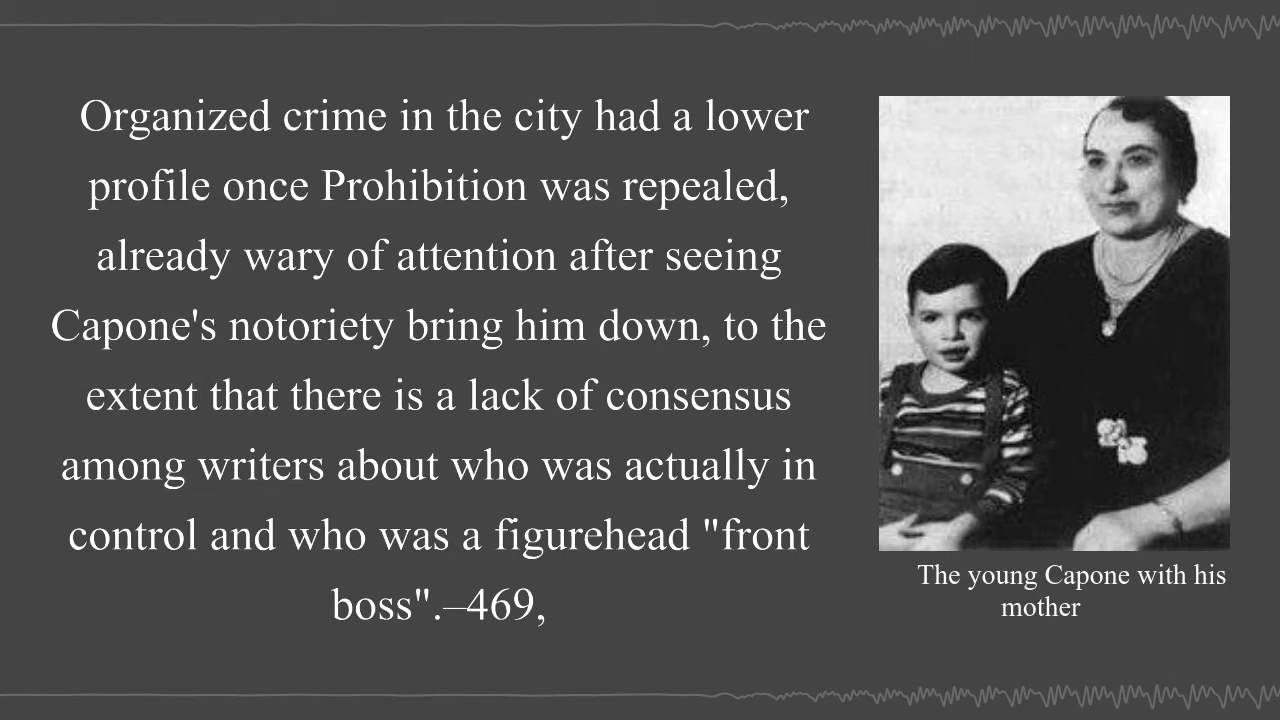 Organized crime in the city had a lower
profile once Prohibition was repealed,
already wary of attention after seeing
Capone's notoriety bring him down, to the
extent that there is a lack of consensus
among writers about who was actually in
control and who was a figurehead "front
boss".–469,
The young Capone with his
mother